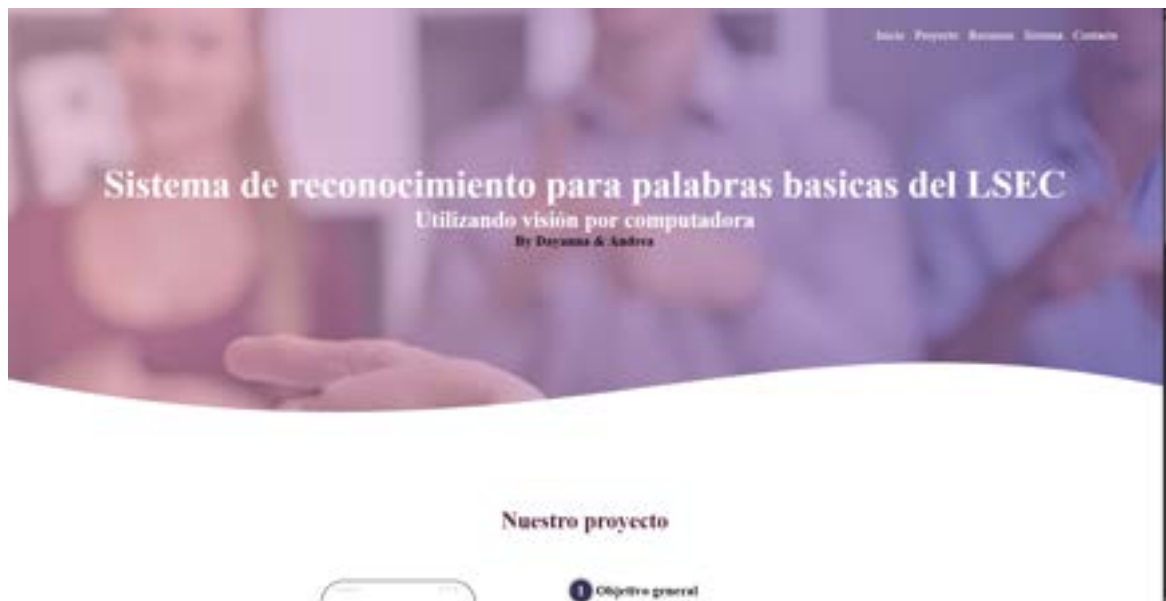 Inicio Proyecto Recursos Sistema Contacto
Sistema de reconocimiento para palabras basicas del LSEC
Utilizando visión por computadora
By Dayanna & Andrea
Nuestro proyecto
1 Objetivo general